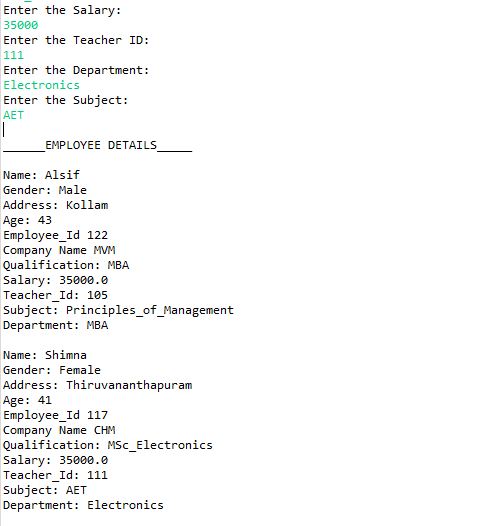 Enter the Salary:
35000
Enter the Teacher ID:
111
Enter the Department:
Electronics
Enter the Subject:
AET
______EMPLOYEE DETAILS_____
Name: Alsif
Gender: Male
Address: Kollam
Age: 43
Employee_Id 122
Company Name MVM
Qualification: MBA
Salary: 35000.0
Teacher_Id: 105
Subject: Principles_of_Management
Department: MBA
Name: Shimna
Gender: Female
Address: Thiruvananthapuram
Age: 41
Employee_Id 117
Company Name CHM
Qualification: MSc_Electronics
Salary: 35000.0
Teacher_Id: 111
Subject: AET
Department: Electronics